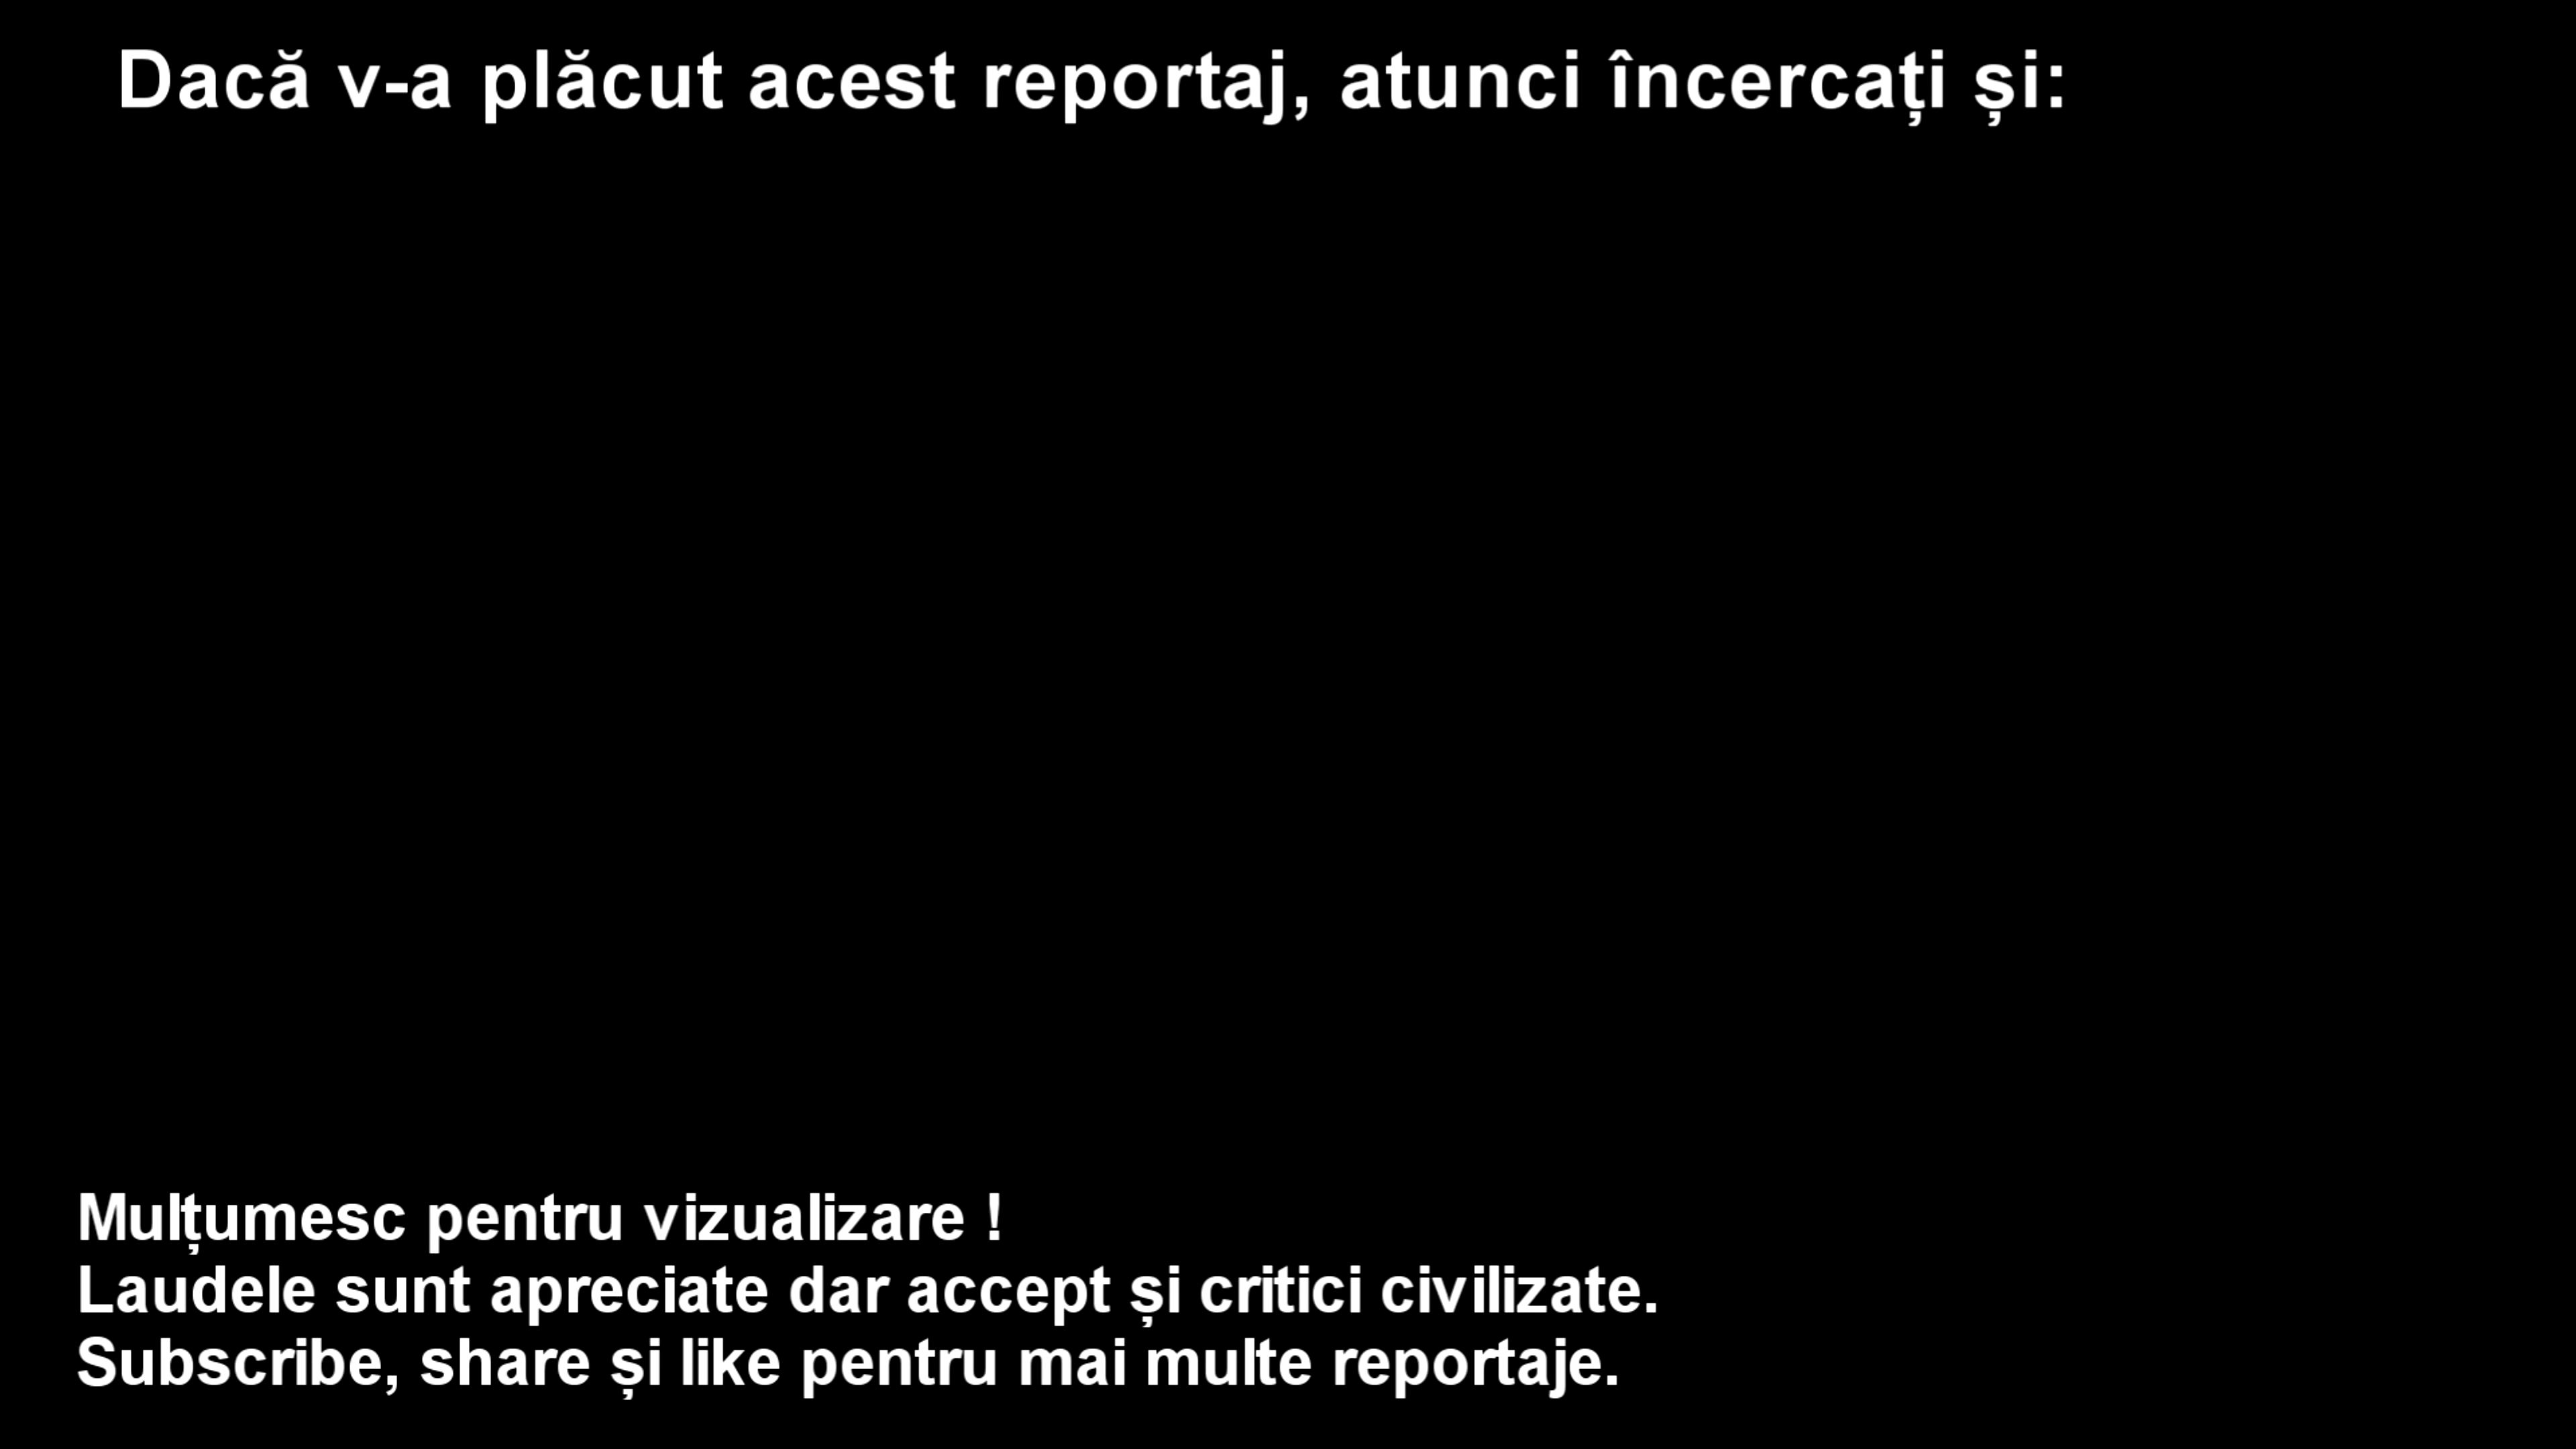 Dacă v-a plăcut acest reportaj, atunci încercați și:
Mulțumesc pentru vizualizare !
Laudele sunt apreciate dar accept și critici civilizate.
Subscribe, share și like pentru mai multe reportaje.